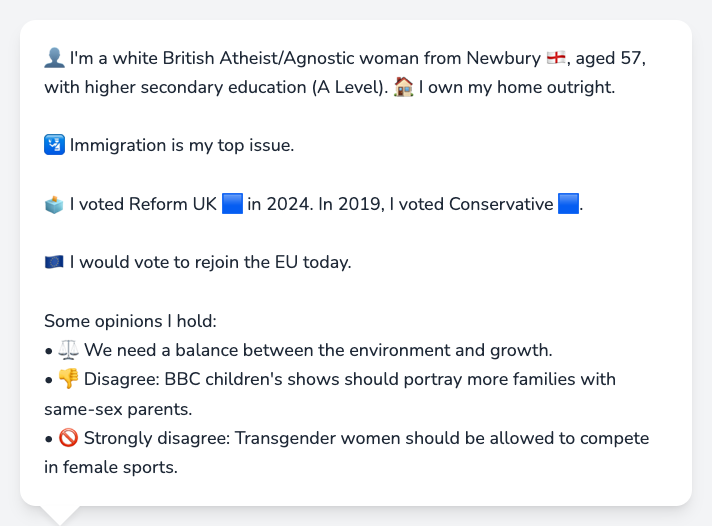 👤 I'm a white British Atheist/Agnostic woman from Newbury 🏴󠁧󠁢󠁥󠁮󠁧󠁿, aged 57,
with higher secondary education (A Level). 🏠 I own my home outright.
🛂 Immigration is my top issue.
🗳️ I voted Reform UK 🟦 in 2024. In 2019, I voted Conservative 🟦.
🇪🇺 I would vote to rejoin the EU today.
Some opinions I hold:
• ⚖️ We need a balance between the environment and growth.
• 👎 Disagree: BBC children's shows should portray more families with
same-sex parents.
• 🚫 Strongly disagree: Transgender women should be allowed to compete
in female sports.